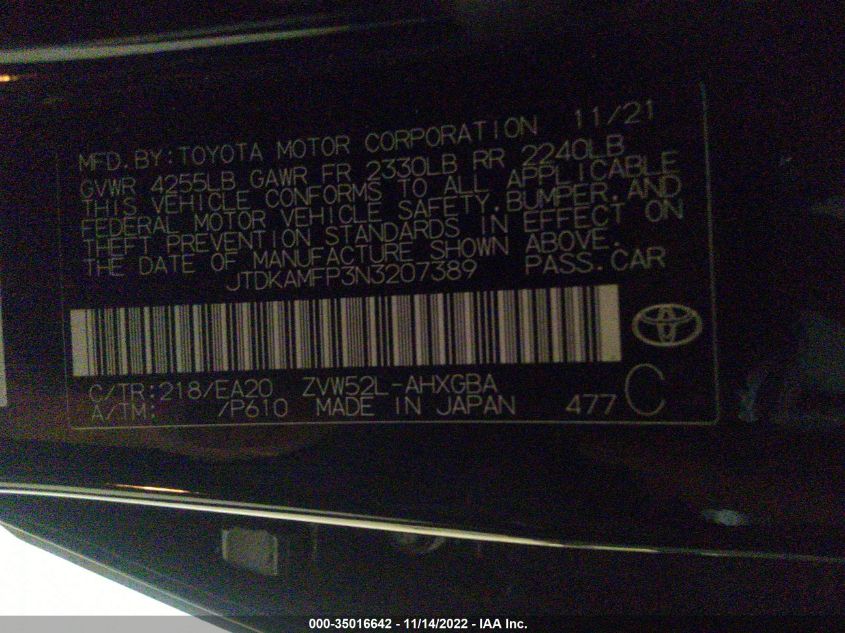 MFD.BY:TOYOTA MOTOR CORPORATION 11/21
GVWR 4255LB GAWR FR 2330LB RR 2240LB
THIS VEHICLE CONFORMS TO ALL APPLICABLE
FEDERAL MOTOR VEHICLE SAFETY,BUMPER,AND
THEFT PREVENTION STANDARDS IN EFFECT ON
THE DATE OF MANUFACTURE SHOWN ABOVE.
JTDKAMFP3N3207389 PASS.CAR
C/TR:218/EA20 ZVW52L-AHXGBA
A/TM: /P610 MADE IN JAPAN 477 C
000-35016642 - 11/14/2022 - IAA Inc.